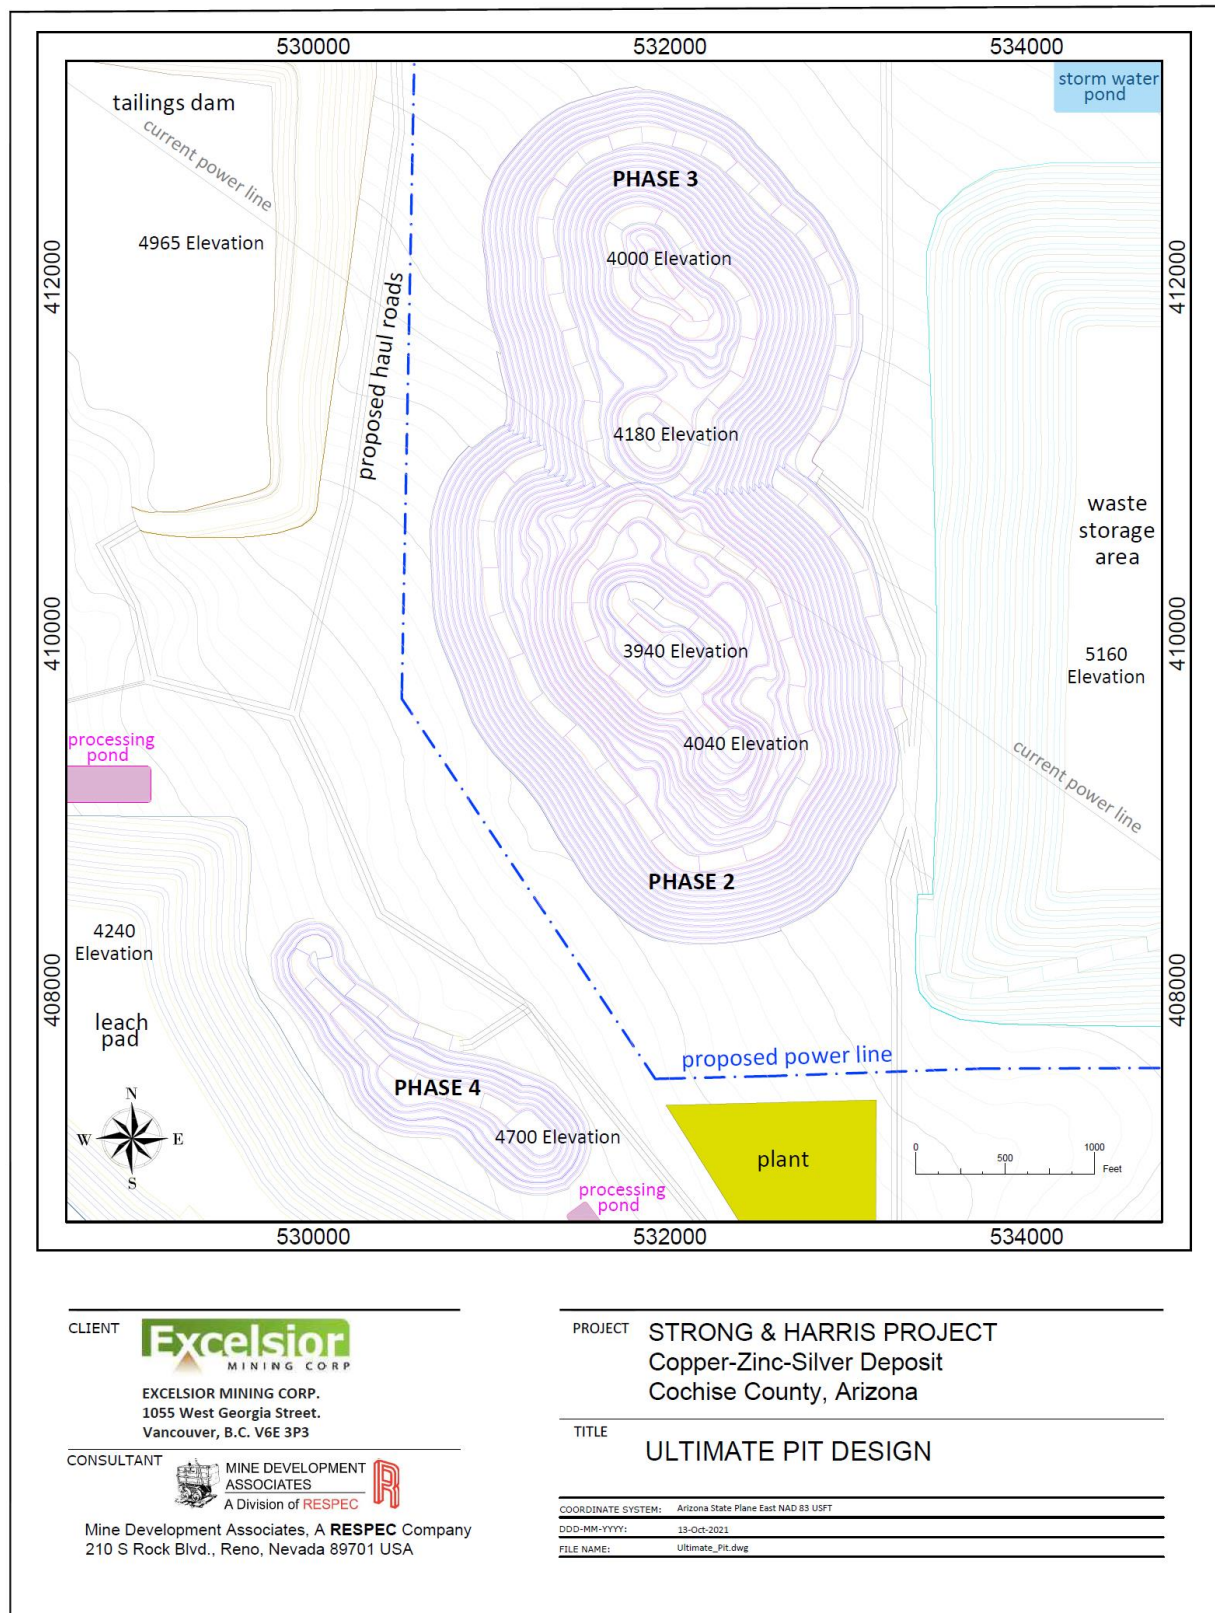 530000
532000
534000
storm water
pond
tailings dam
current power line
PHASE 3
4965 Elevation
4000 Elevation
412000
412000
proposed haul roads
4180 Elevation
waste
storage
area
410000
410000
3940 Elevation
5160
Elevation
processing
pond
4040 Elevation
current power line
PHASE 2
4240
Elevation
408000
408000
leach
pad
proposed power line
PHASE 4
N
W
E
S
4700 Elevation
plant
0
500
1000
Feet
processing
pond
530000
532000
534000
CLIENT
Excelsior
MINING CORP
EXCELSIOR MINING CORP.
1055 West Georgia Street.
Vancouver, B.C. V6E 3P3
CONSULTANT
MINE DEVELOPMENT
ASSOCIATES
A Division of RESPEC
R
Mine Development Associates, A RESPEC Company
210 S Rock Blvd., Reno, Nevada 89701 USA
PROJECT
STRONG & HARRIS PROJECT
Copper-Zinc-Silver Deposit
Cochise County, Arizona
TITLE
ULTIMATE PIT DESIGN
COORDINATE SYSTEM: Arizona State Plane East NAD 83 USFT
DDD-MM-YYYY: 13-Oct-2021
FILE NAME: Ultimate_Pit.dwg